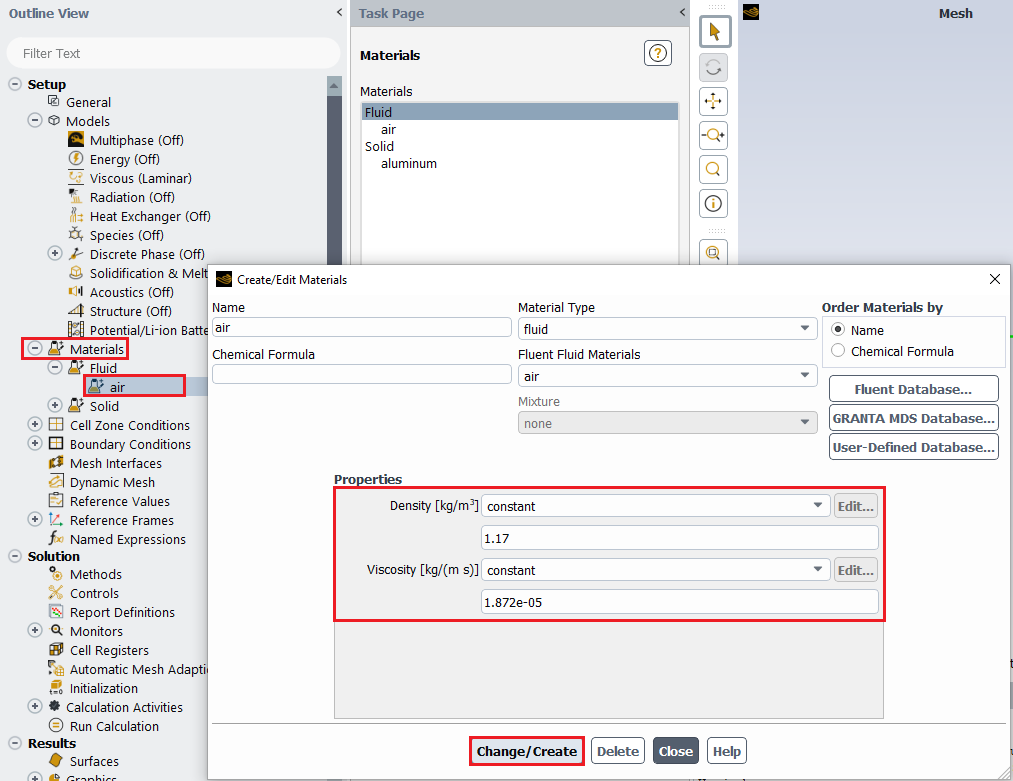 Outline View
Filter Text
Setup
General
Models
Multiphase (Off)
Energy (Off)
Viscous (Laminar)
Radiation (Off)
Heat Exchanger (Off)
Species (Off)
Discrete Phase (Off)
Solidification & Melt
Acoustics (Off)
Structure (Off)
Potential/Li-ion Batte
Materials
Fluid
air
Solid
Cell Zone Conditions
Boundary Conditions
Mesh Interfaces
Dynamic Mesh
Reference Values
Reference Frames
Named Expressions
Solution
Methods
Controls
Report Definitions
Monitors
Cell Registers
Automatic Mesh Adapti
Initialization
Calculation Activities
Run Calculation
Results
Surfaces
Graphics
Task Page
Materials
Materials
Fluid
air
Solid
aluminum
Mesh
Create/Edit Materials
Name
air
Chemical Formula
Material Type
fluid
Fluent Fluid Materials
air
Mixture
none
Order Materials by
Name
Chemical Formula
Fluent Database...
GRANTA MDS Database...
User-Defined Database...
Properties
Density [kg/m³] constant Edit...
1.17
Viscosity [kg/(m s)] constant Edit...
1.872e-05
Change/Create Delete Close Help